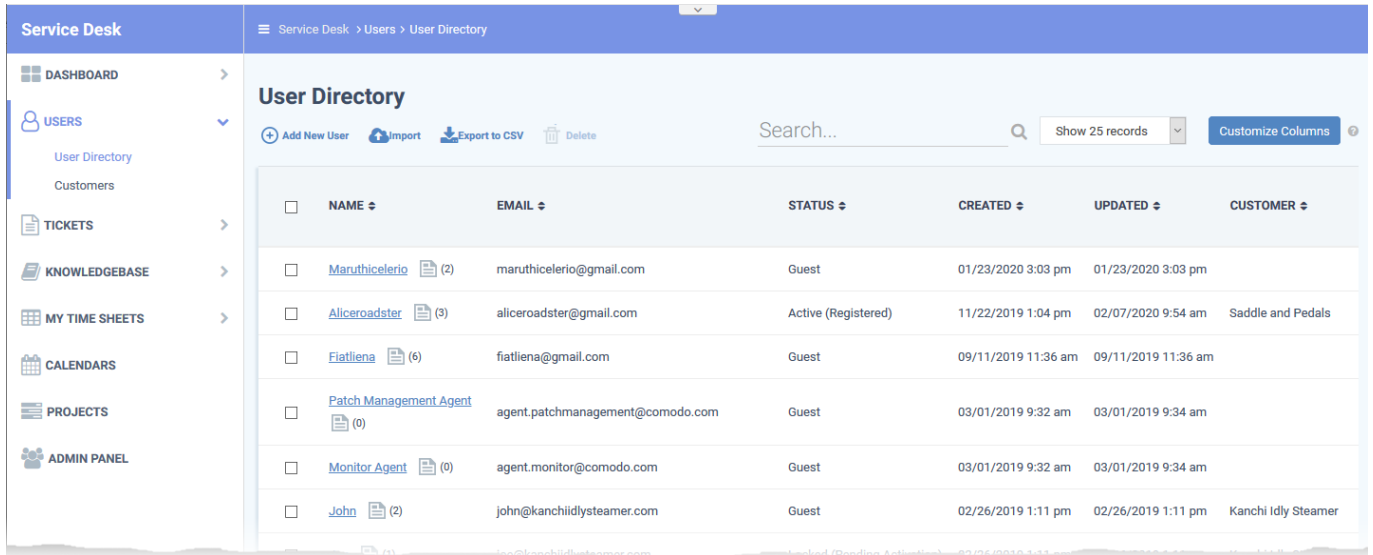 Service Desk
Service Desk > Users > User Directory
DASHBOARD
USERS
User Directory
Customers
TICKETS
KNOWLEDGEBASE
MY TIME SHEETS
CALENDARS
PROJECTS
ADMIN PANEL
User Directory
Add New User Import Export to CSV Delete Search... Show 25 records Customize Columns ?
NAME EMAIL STATUS CREATED UPDATED CUSTOMER
Maruthicelerio (2) maruthicelerio@gmail.com Guest 01/23/2020 3:03 pm 01/23/2020 3:03 pm
Aliceroadster (3) aliceroadster@gmail.com Active (Registered) 11/22/2019 1:04 pm 02/07/2020 9:54 am Saddle and Pedals
Fiatliena (6) fiatliena@gmail.com Guest 09/11/2019 11:36 am 09/11/2019 11:36 am
Patch Management Agent
(0) agent.patchmanagement@comodo.com Guest 03/01/2019 9:32 am 03/01/2019 9:34 am
Monitor Agent (0) agent.monitor@comodo.com Guest 03/01/2019 9:32 am 03/01/2019 9:34 am
John (2) john@kanchiidlysteamer.com Guest 02/26/2019 1:11 pm 02/26/2019 1:11 pm Kanchi Idly Steamer